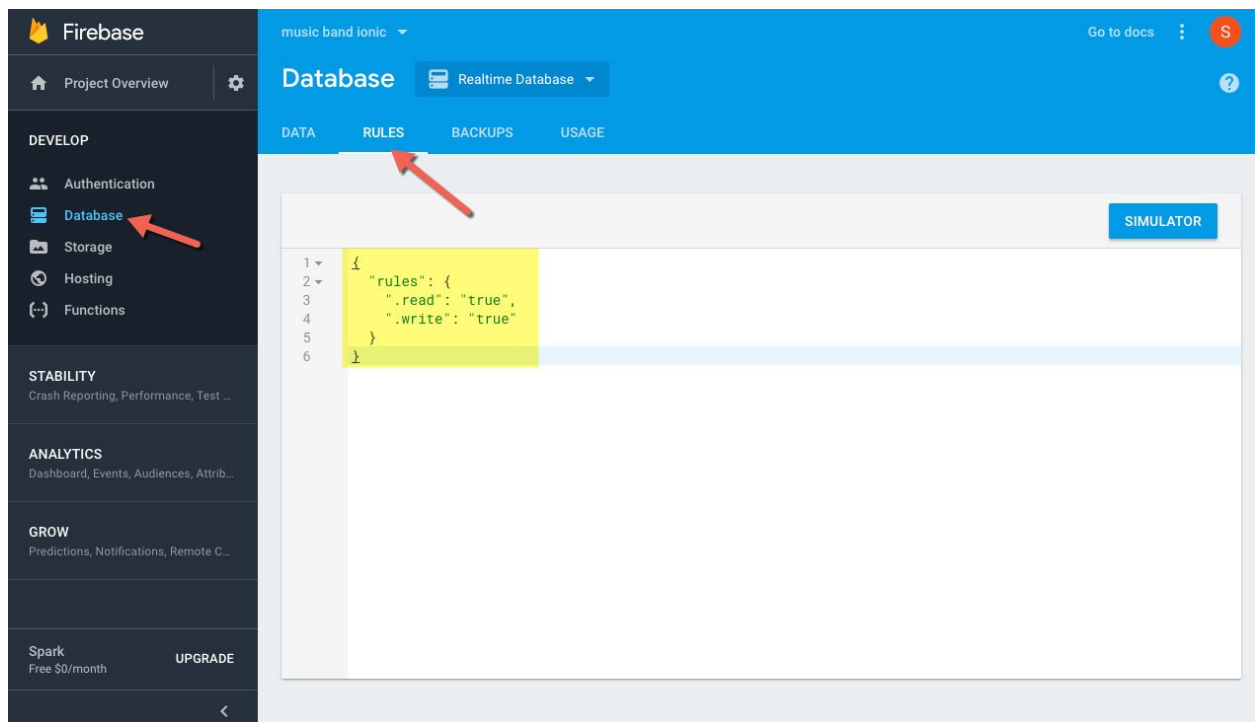 Firebase
Project Overview
DEVELOP
Authentication
Database
Storage
Hosting
Functions
STABILITY
Crash Reporting, Performance, Test ...
ANALYTICS
Dashboard, Events, Audiences, Attrib...
GROW
Predictions, Notifications, Remote C...
Spark
Free $0/month
UPGRADE
music band ionic
Go to docs
S
Database
Realtime Database
?
DATA RULES BACKUPS USAGE
SIMULATOR
1 {
2 "rules": {
3 ".read": "true",
4 ".write": "true"
5 }
6 }